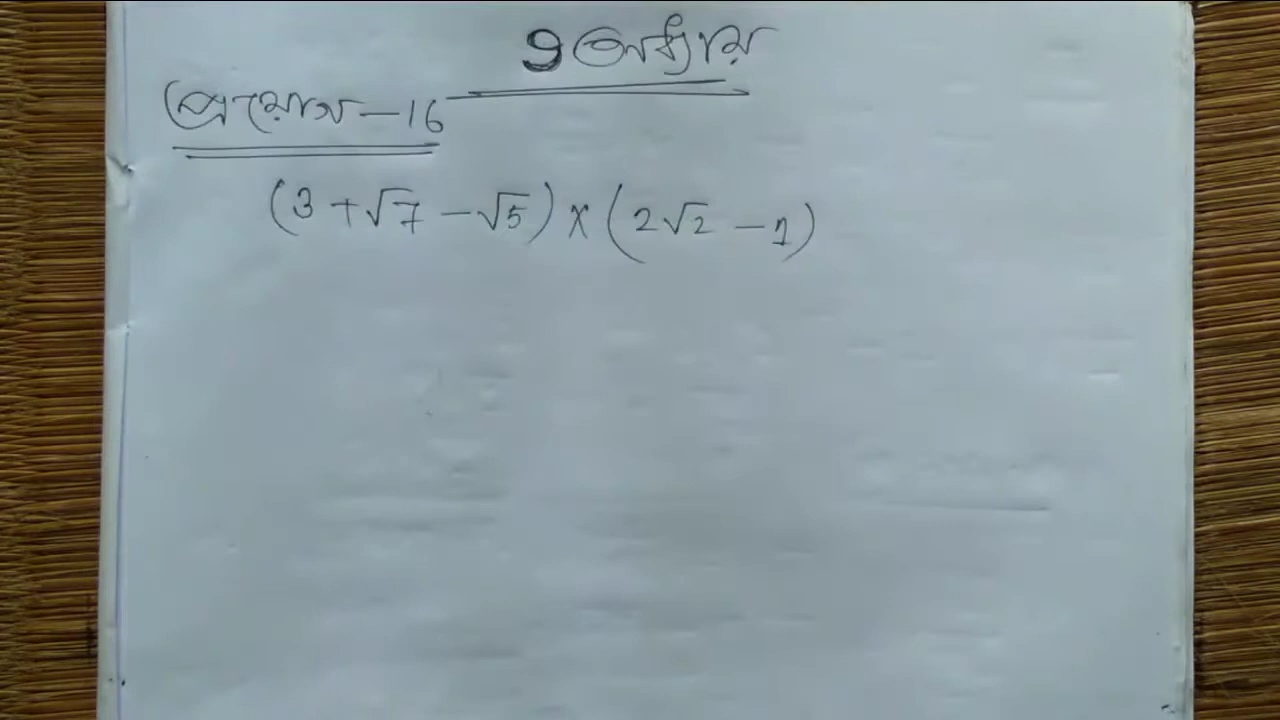 9 অধ্যায়
প্রয়োগ – 16
(3 + √7 – √5) × (2√2 – 1)